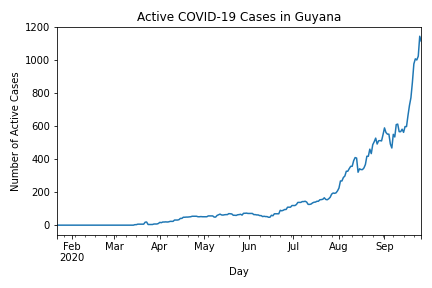 Active COVID-19 Cases in Guyana
1200
1000
800
600
400
200
0
Number of Active Cases
Feb Mar Apr May Jun Jul Aug Sep
2020
Day